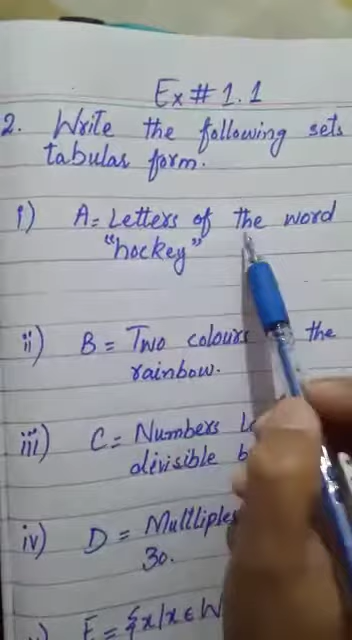 Ex # 1.1
2. Write the following sets
tabular form.
i) A = Letters of the word
"hockey"
ii) B = Two colours the
rainbow.
iii) C = Numbers
divisible
iv) D = Multiples
30.
E = {x/x ∈ W